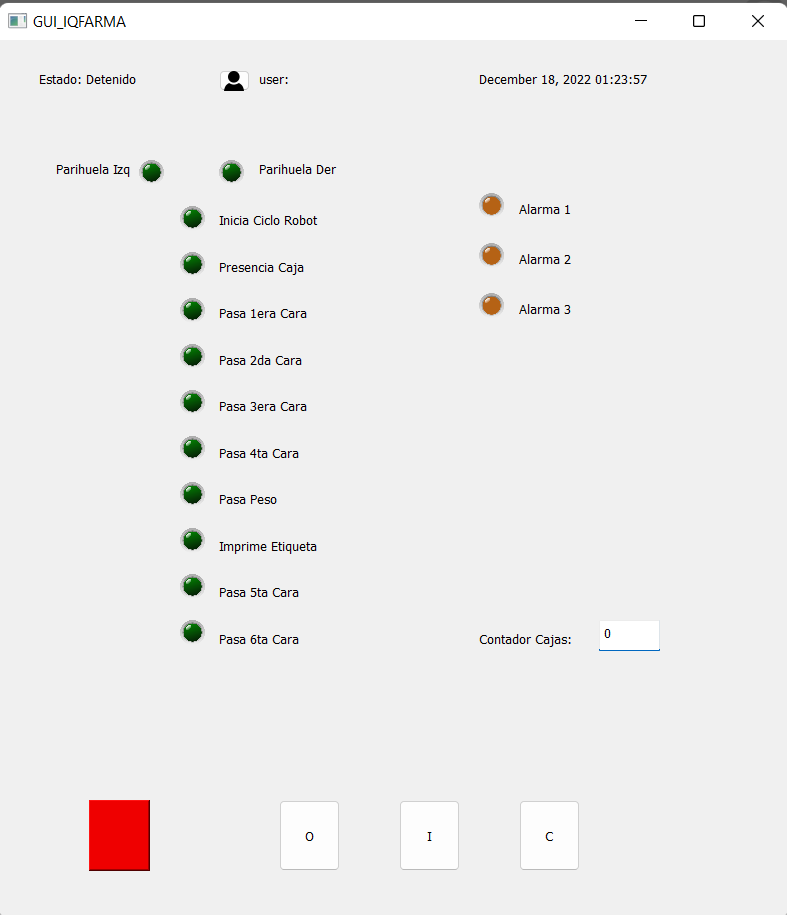 GUI_IQFARMA
Estado: Detenido
user:
December 18, 2022 01:23:57
Parihuela Izq
Parihuela Der
Inicia Ciclo Robot
Presencia Caja
Pasa 1era Cara
Pasa 2da Cara
Pasa 3era Cara
Pasa 4ta Cara
Pasa Peso
Imprime Etiqueta
Pasa 5ta Cara
Pasa 6ta Cara
Alarma 1
Alarma 2
Alarma 3
Contador Cajas: 0
O
I
C